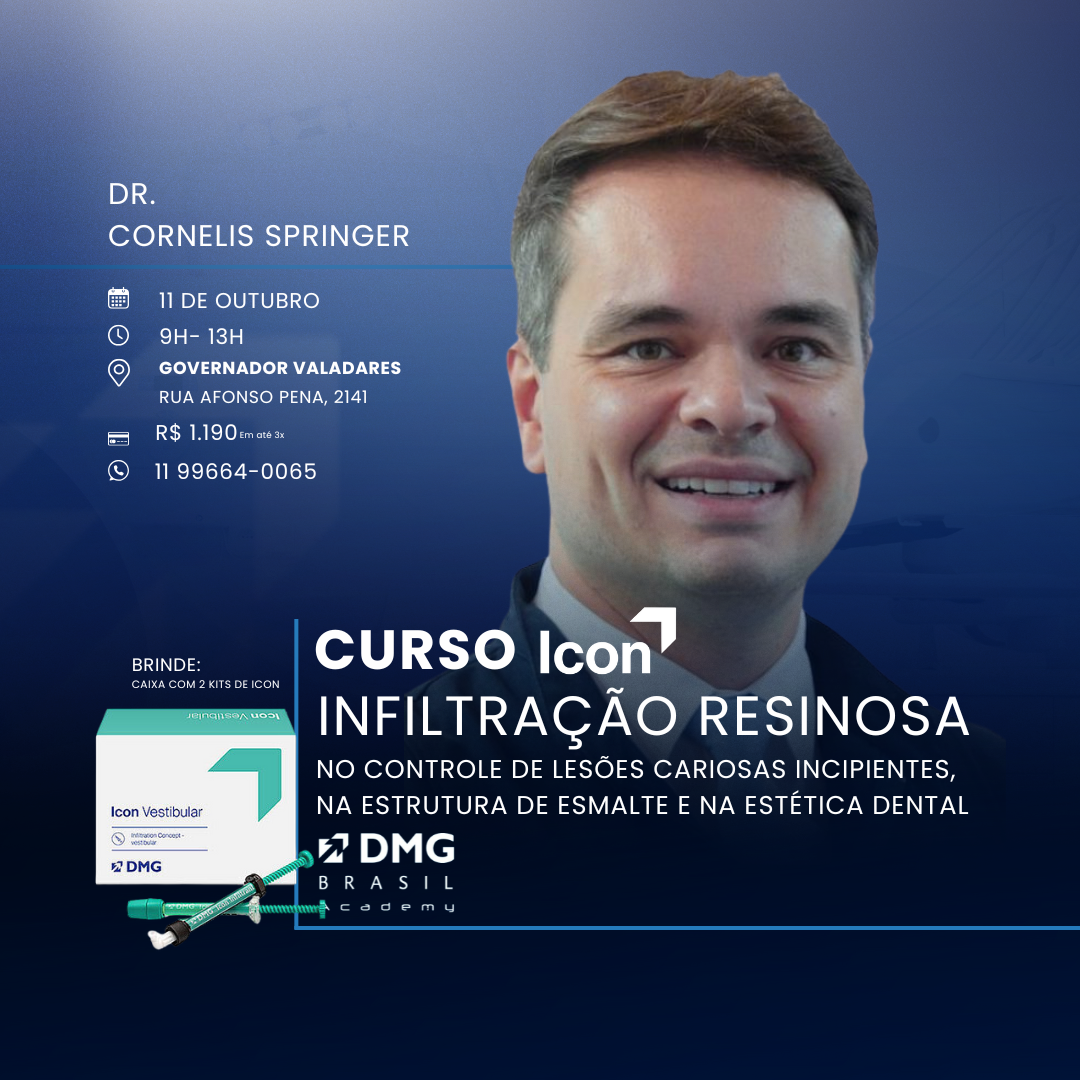 DR.
CORNELIS SPRINGER
11 DE OUTUBRO
9H- 13H
GOVERNADOR VALADARES
RUA AFONSO PENA, 2141
R$ 1.190 Em até 3x
11 99664-0065
CURSO Icon
INFILTRAÇÃO RESINOSA
NO CONTROLE DE LESÕES CARIOSAS INCIPIENTES,
NA ESTRUTURA DE ESMALTE E NA ESTÉTICA DENTAL
DMG
BRASIL
Academy
BRINDE:
CAIXA COM 2 KITS DE ICON
Icon Vestibular
Icon Vestibular
Infiltration Concept -
vestibular
DMG
DMG Icon